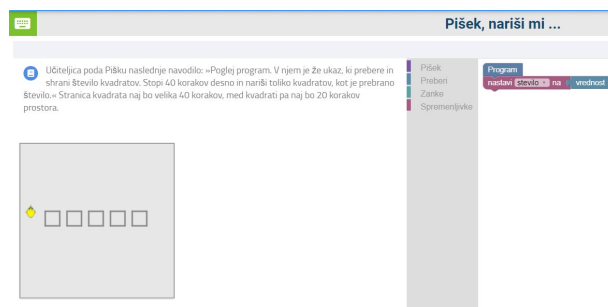 Pišek, nariši mi ...
Učiteljica poda Pišku naslednje navodilo: »Poglej program. V njem je že ukaz, ki prebere in
shrani število kvadratov. Stopi 40 korakov desno in nariši toliko kvadratov, kot je prebrano
število.« Stranica kvadrata naj bo velika 40 korakov, med kvadrati pa naj bo 20 korakov
prostora.
Pišek
Preberi
Zanke
Spremenljivke
Program
nastavi število na vrednost